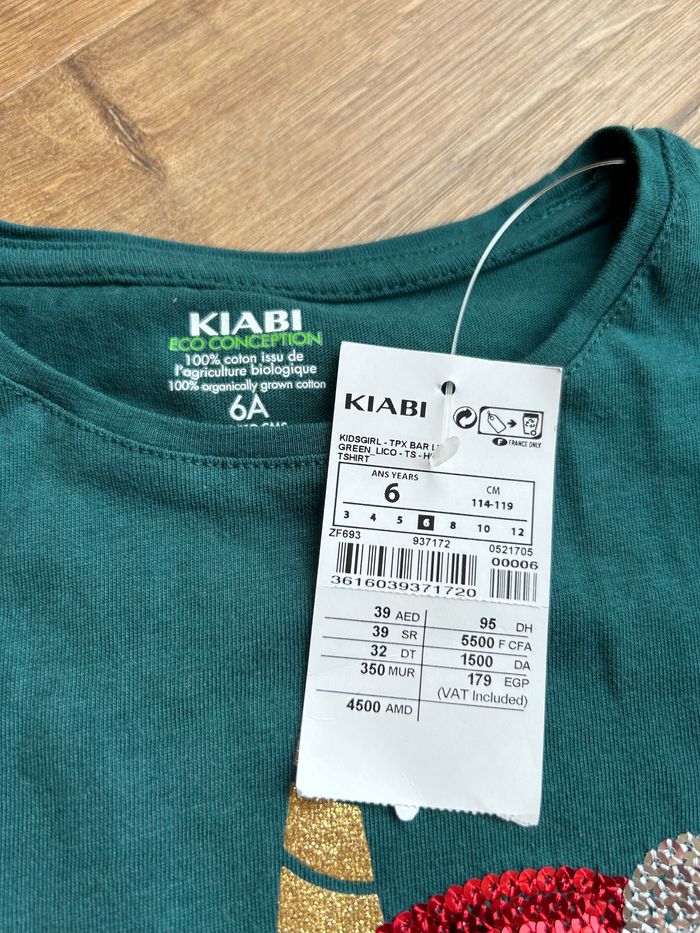 KIABI
ECO CONCEPTION
100% coton issu de
l'agriculture biologique
100% organically grown cotton
6A
KIABI
F FRANCE ONLY
KIDSGIRL - TPX BAR
GREEN_LICO - TS -
TSHIRT
ANS YEARS
6
CM
114-119
3 4 5 6 8 10 12
ZF693 937172 0521705
00006
3616039371720
39 AED 95 DH
39 SR 5500 F CFA
32 DT 1500 DA
350 MUR 179 EGP
(VAT Included)
4500 AMD